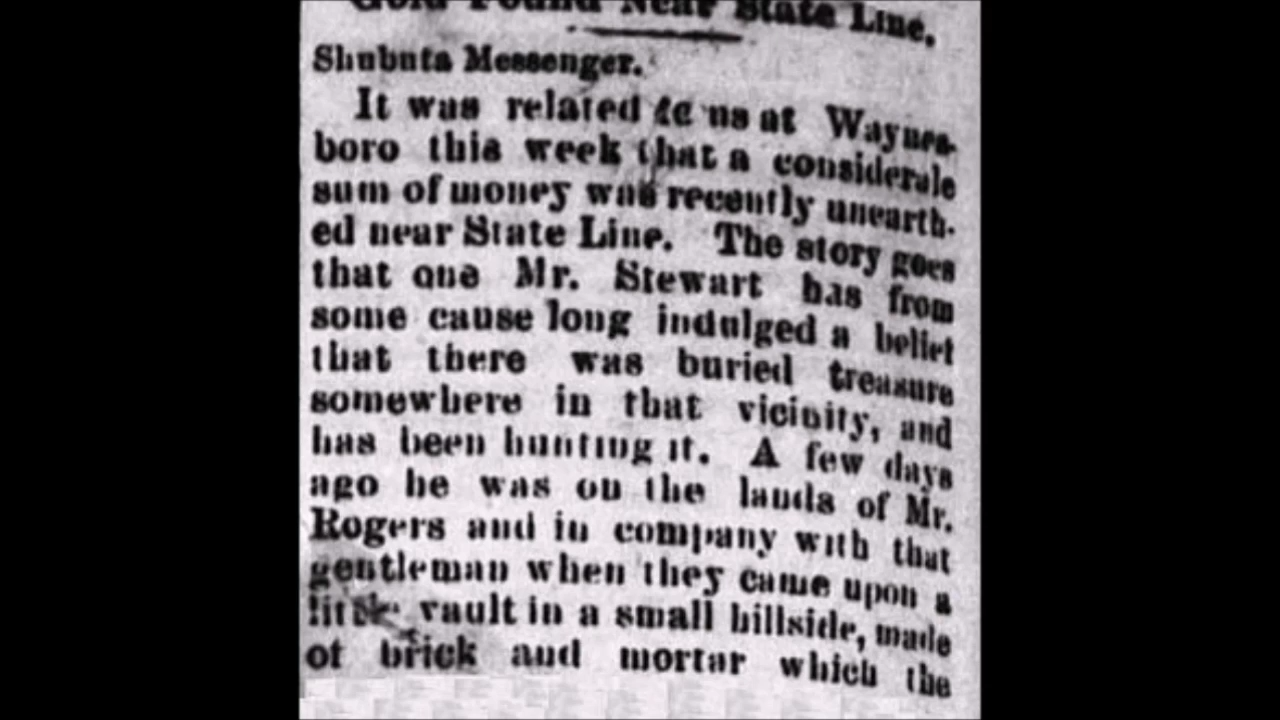 Gold Found Near State Line.
Shubuta Messenger.
It was related to us at Waynes-
boro this week that a considerale
sum of money was recently unearth-
ed near State Line. The story goes
that one Mr. Stewart has from
some cause long indulged a belief
that there was buried treasure
somewhere in that vicinity, and
has been hunting it. A few days
ago he was on the lands of Mr.
Rogers and in company with that
gentleman when they came upon a
little vault in a small hillside, made
of brick and mortar which the